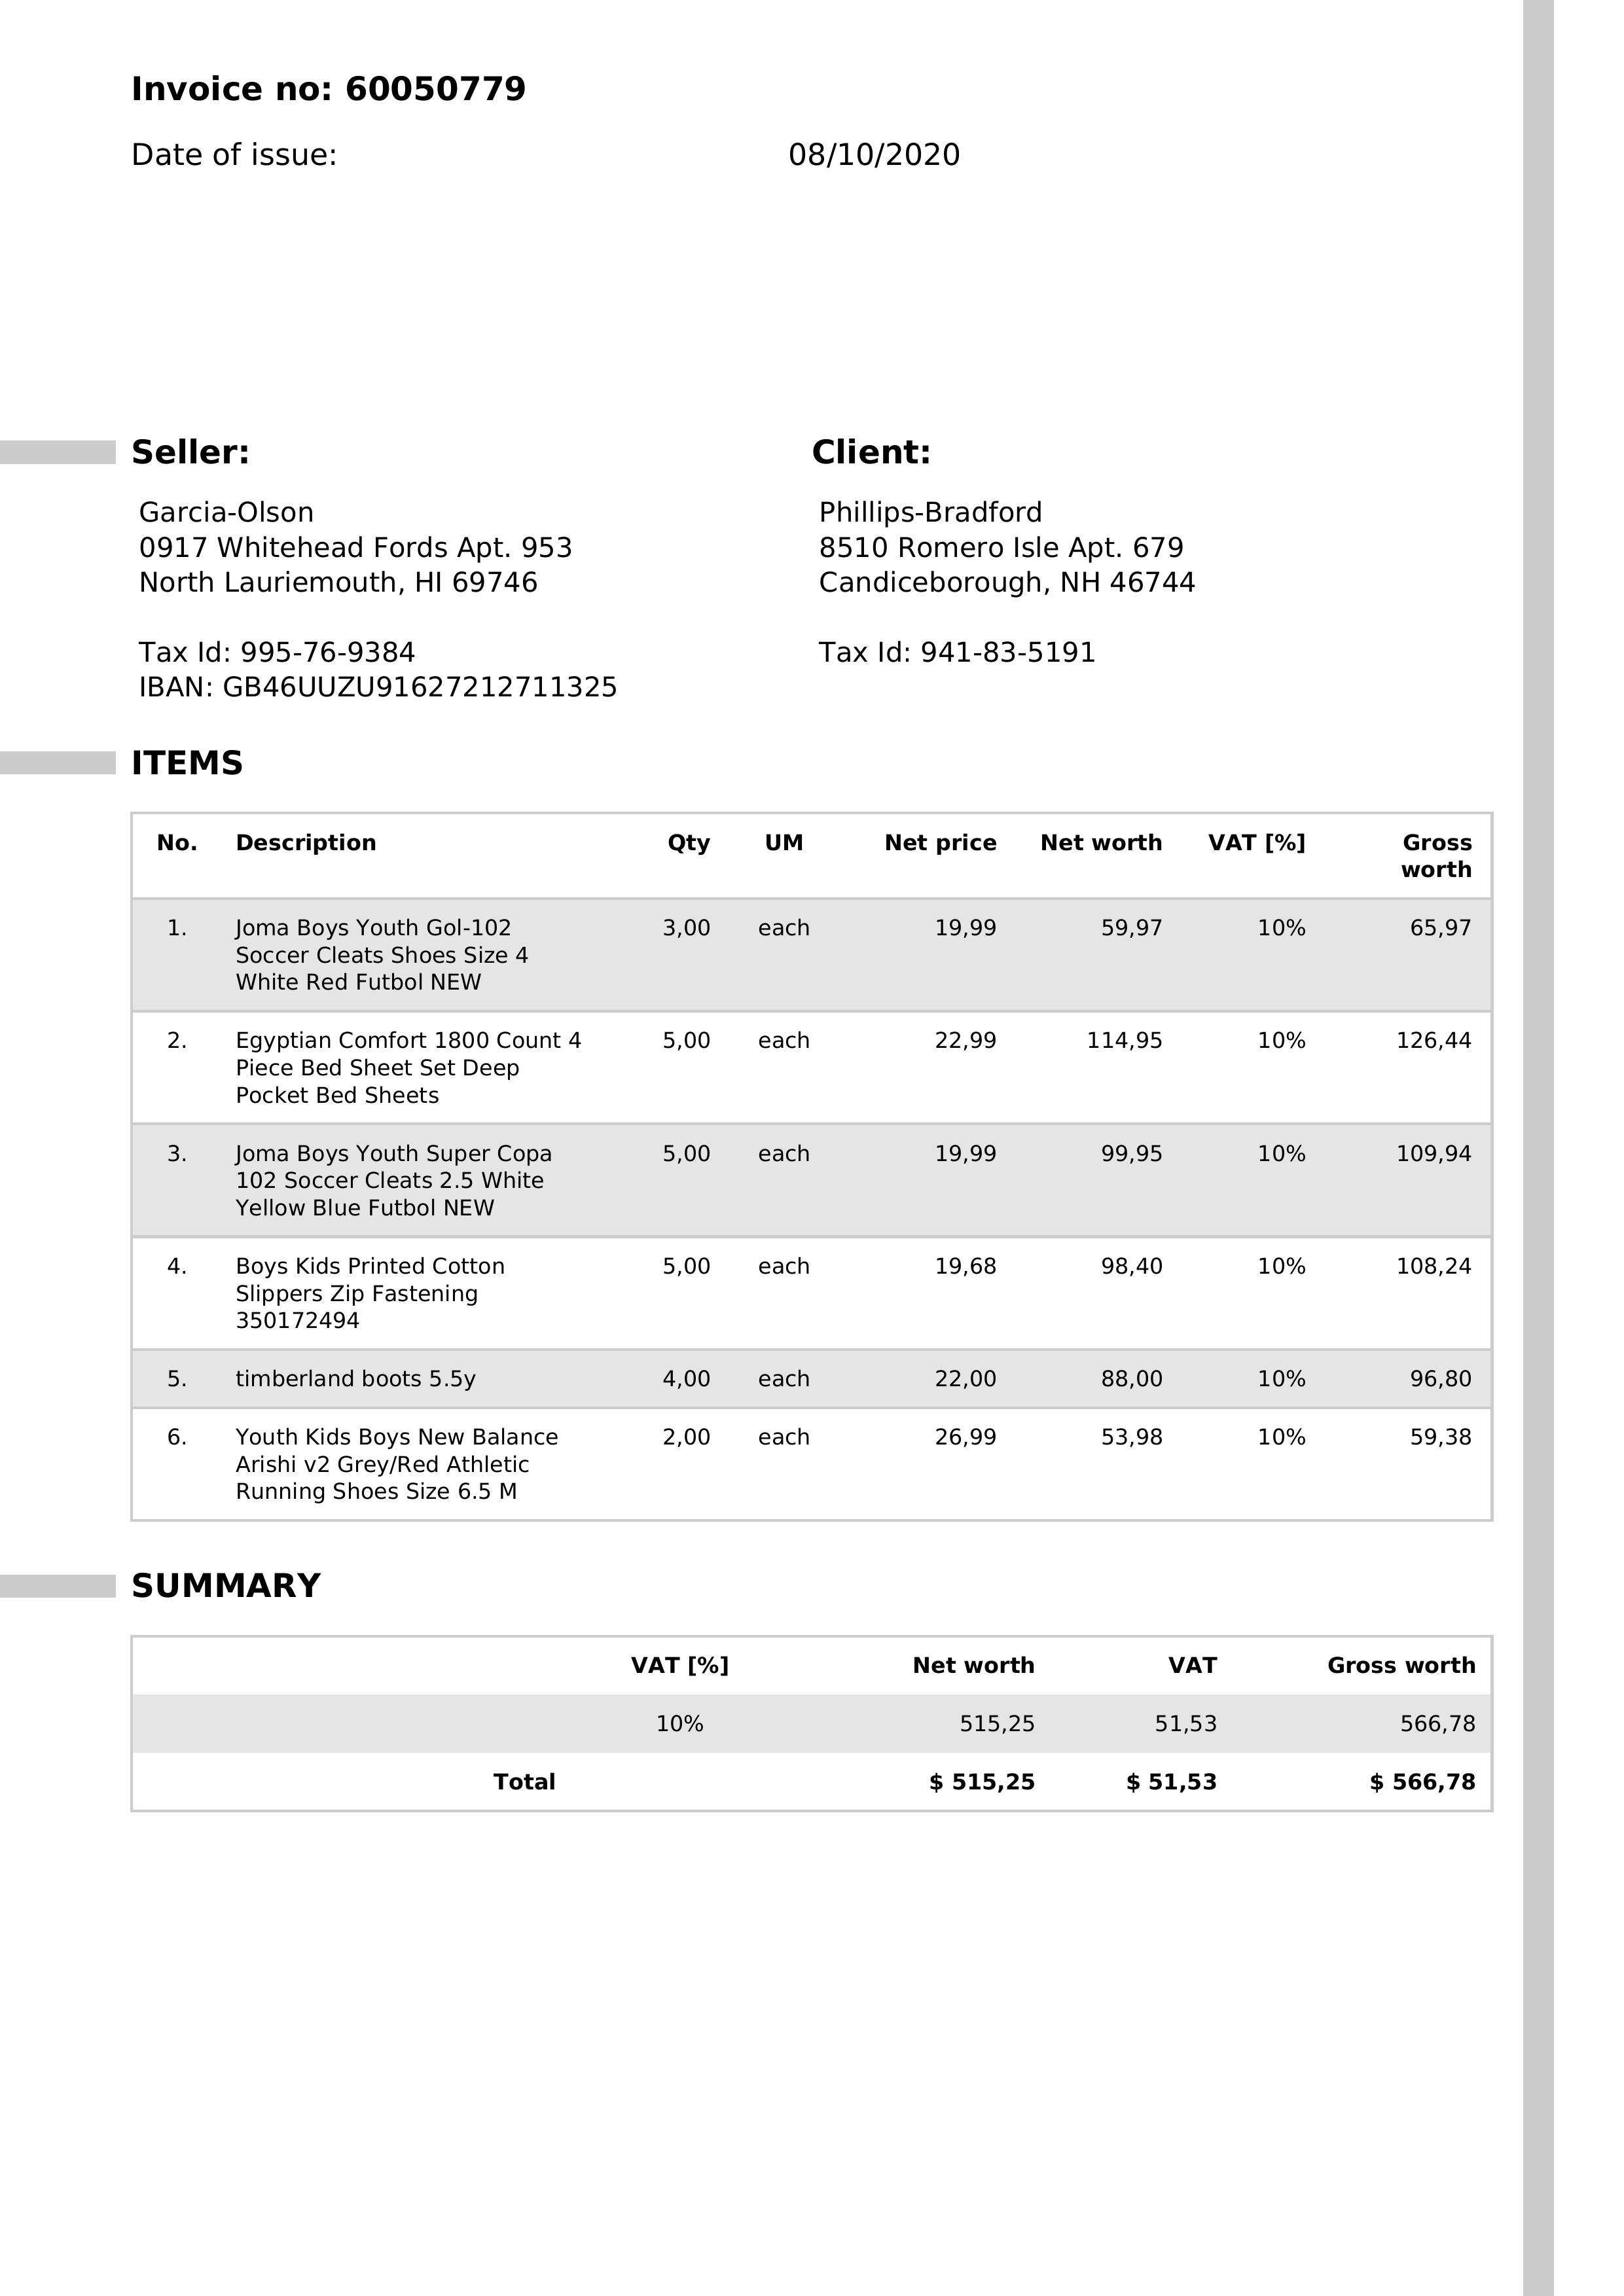 Invoice no: 60050779
Date of issue: 08/10/2020
Seller: Client:
Garcia-Olson
0917 Whitehead Fords Apt. 953
North Lauriemouth, HI 69746
Tax Id: 995-76-9384
IBAN: GB46UUZU91627212711325
Phillips-Bradford
8510 Romero Isle Apt. 679
Candiceborough, NH 46744
Tax Id: 941-83-5191
ITEMS
No. Description Qty UM Net price Net worth VAT [%] Gross
worth
1. Joma Boys Youth Gol-102 3,00 each 19,99 59,97 10% 65,97
Soccer Cleats Shoes Size 4
White Red Futbol NEW
2. Egyptian Comfort 1800 Count 4 5,00 each 22,99 114,95 10% 126,44
Piece Bed Sheet Set Deep
Pocket Bed Sheets
3. Joma Boys Youth Super Copa 5,00 each 19,99 99,95 10% 109,94
102 Soccer Cleats 2.5 White
Yellow Blue Futbol NEW
4. Boys Kids Printed Cotton 5,00 each 19,68 98,40 10% 108,24
Slippers Zip Fastening
350172494
5. timberland boots 5.5y 4,00 each 22,00 88,00 10% 96,80
6. Youth Kids Boys New Balance 2,00 each 26,99 53,98 10% 59,38
Arishi v2 Grey/Red Athletic
Running Shoes Size 6.5 M
SUMMARY
VAT [%] Net worth VAT Gross worth
10% 515,25 51,53 566,78
Total $ 515,25 $ 51,53 $ 566,78